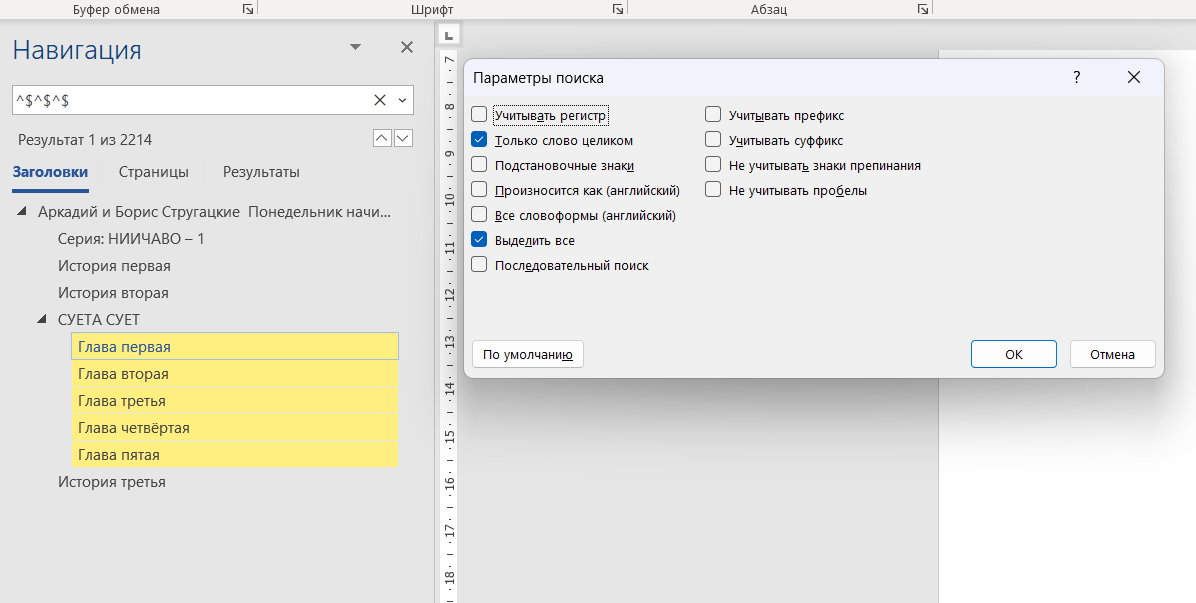 Буфер обмена Шрифт Абзац
Навигация
^$^$^$
Результат 1 из 2214
Заголовки Страницы Результаты
Аркадий и Борис Стругацкие Понедельник начи...
Серия: НИИЧАВО – 1
История первая
История вторая
СУЕТА СУЕТ
Глава первая
Глава вторая
Глава третья
Глава четвёртая
Глава пятая
История третья
L
7
8
9
10
11
12
13
14
15
16
17
18
Параметры поиска ?
Учитывать регистр
Только слово целиком
Подстановочные знаки
Произносится как (английский)
Все словоформы (английский)
Выделить все
Последовательный поиск
Учитывать префикс
Учитывать суффикс
Не учитывать знаки препинания
Не учитывать пробелы
По умолчанию ОК Отмена